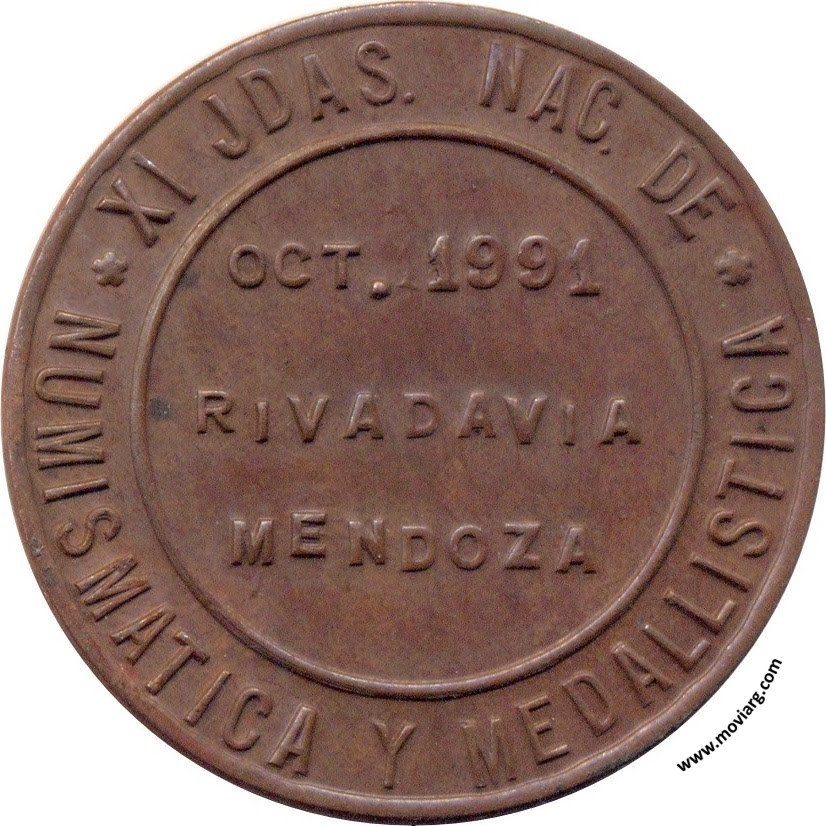 XI JDAS. NAC. DE
NUMISMATICA Y MEDALLISTICA
OCT. 1991
RIVADAVIA
MENDOZA
www.moviarg.com